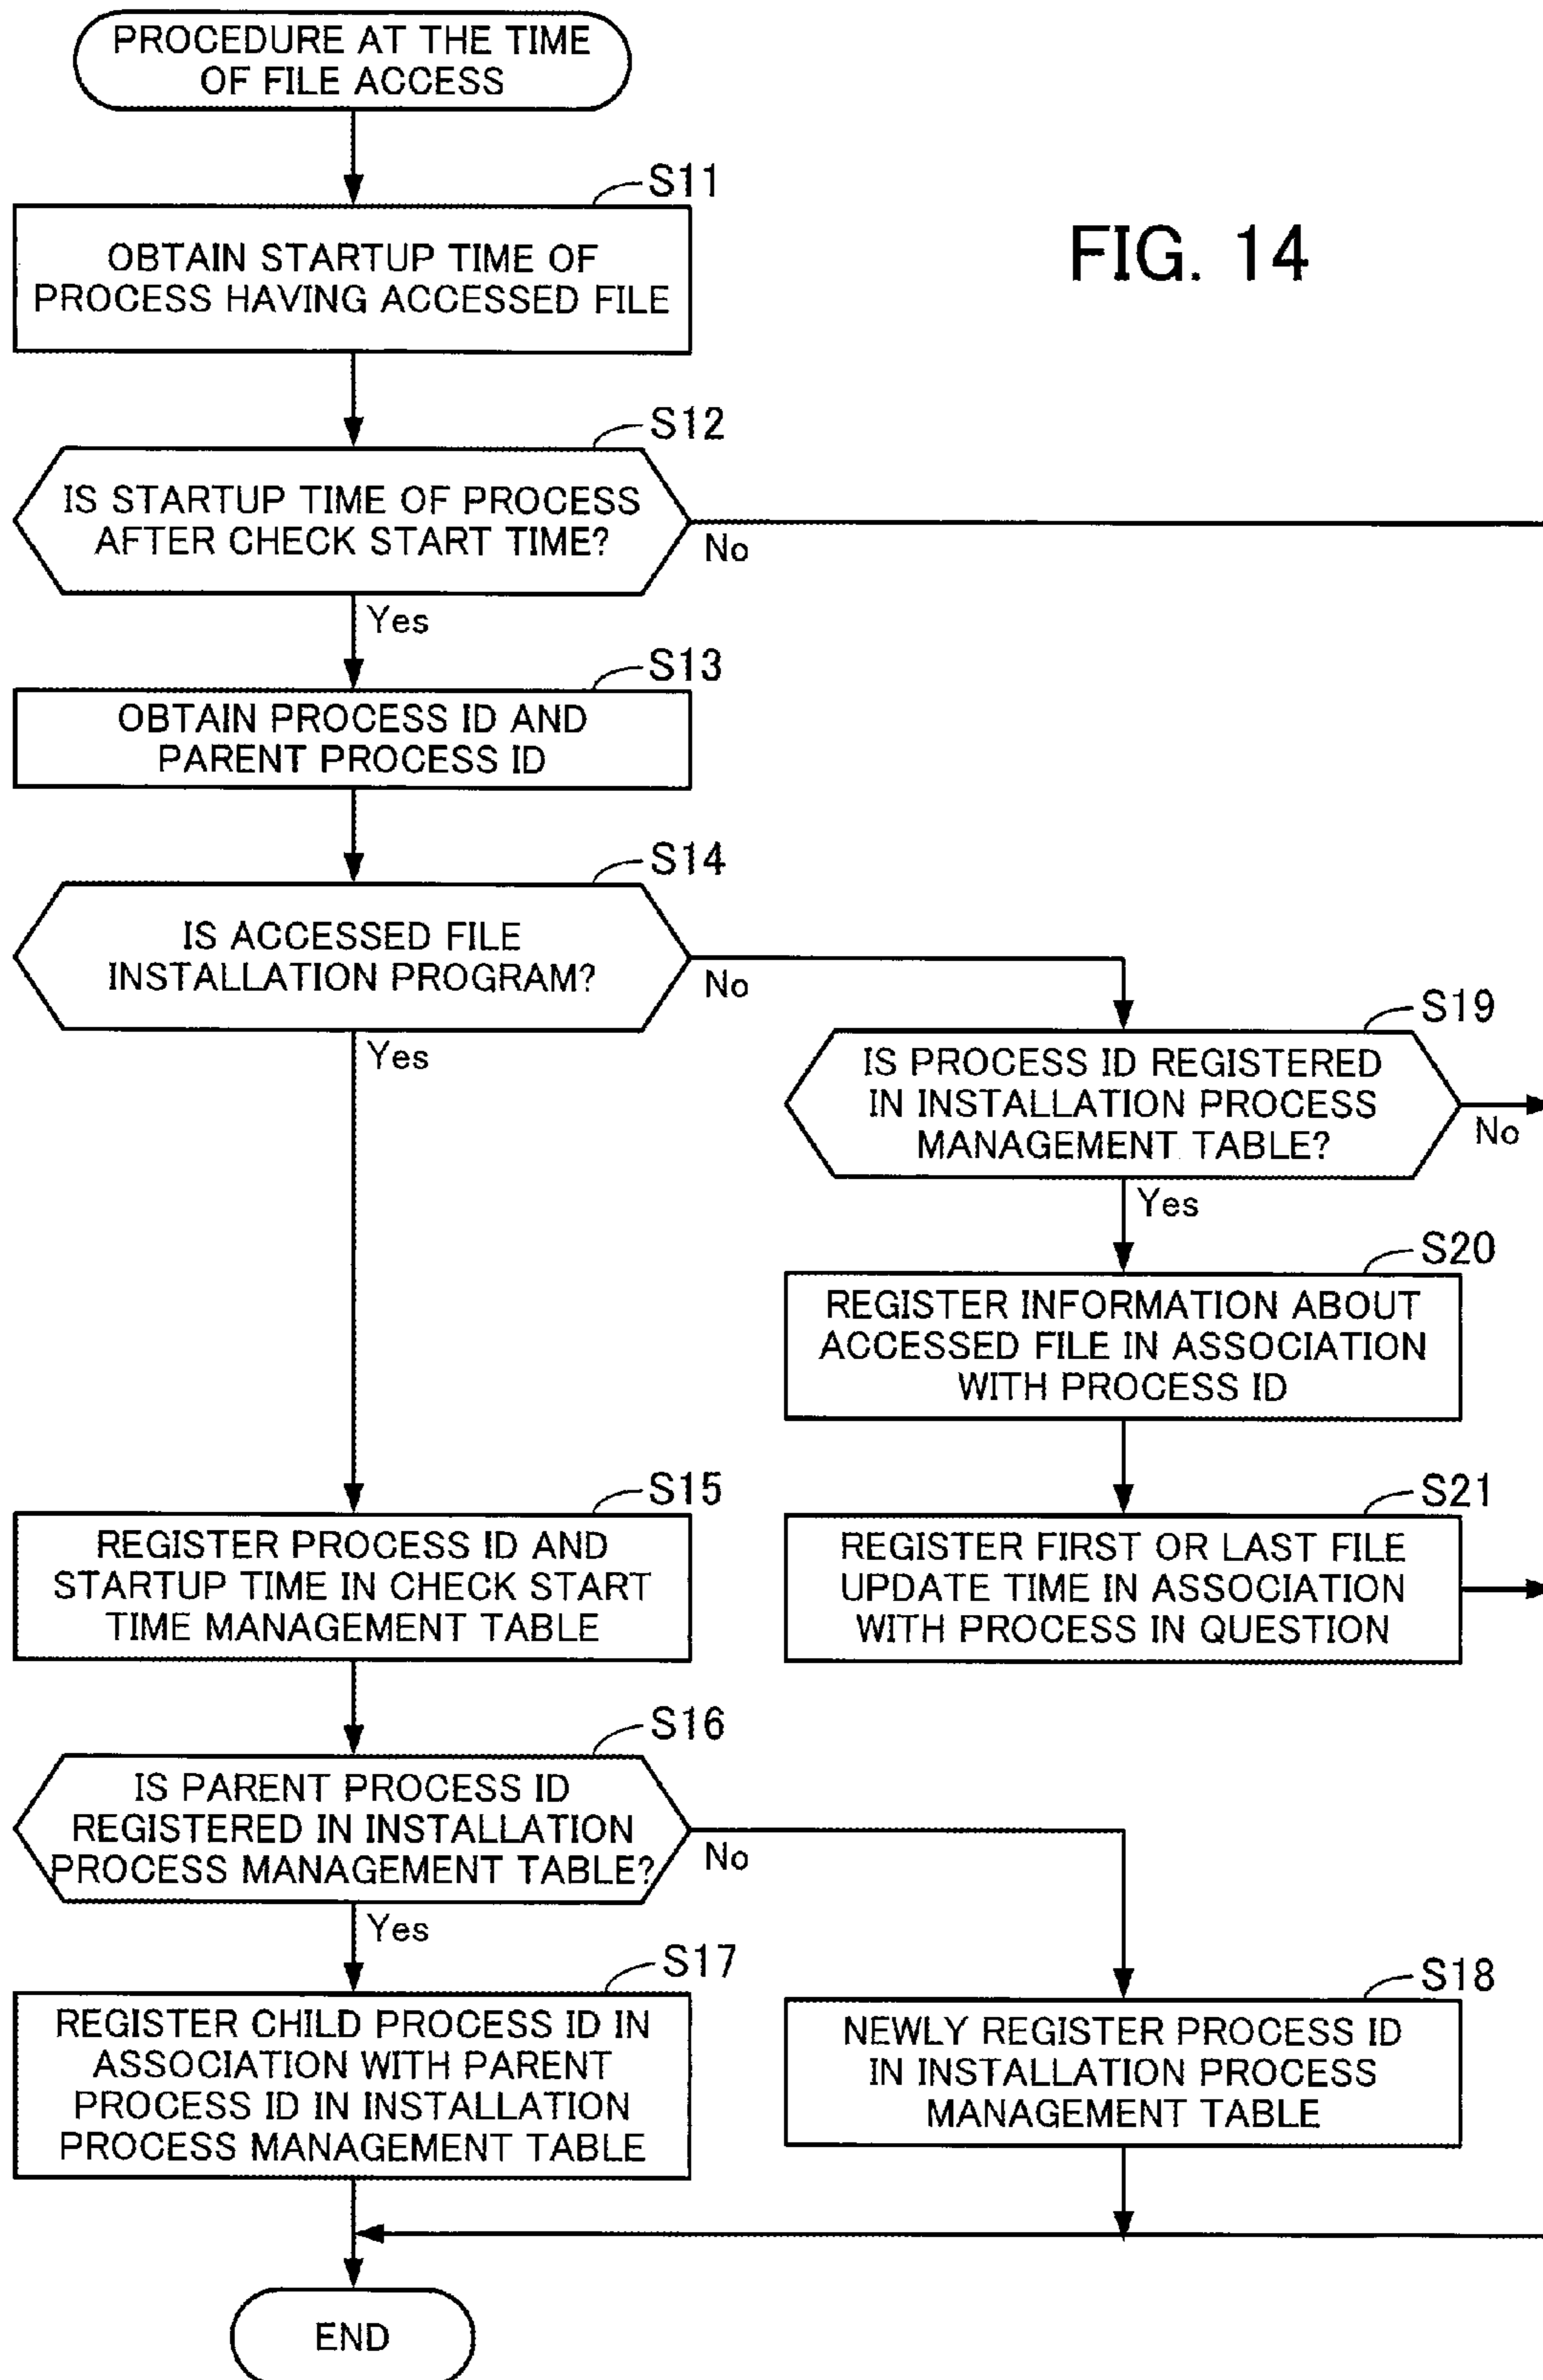 PROCEDURE AT THE TIME
OF FILE ACCESS
S11
OBTAIN STARTUP TIME OF
PROCESS HAVING ACCESSED FILE
FIG. 14
S12
IS STARTUP TIME OF PROCESS
AFTER CHECK START TIME?
No
Yes
S13
OBTAIN PROCESS ID AND
PARENT PROCESS ID
S14
IS ACCESSED FILE
INSTALLATION PROGRAM?
No
Yes
S19
IS PROCESS ID REGISTERED
IN INSTALLATION PROCESS
MANAGEMENT TABLE?
No
Yes
S20
REGISTER INFORMATION ABOUT
ACCESSED FILE IN ASSOCIATION
WITH PROCESS ID
S15
REGISTER PROCESS ID AND
STARTUP TIME IN CHECK START
TIME MANAGEMENT TABLE
S21
REGISTER FIRST OR LAST FILE
UPDATE TIME IN ASSOCIATION
WITH PROCESS IN QUESTION
S16
IS PARENT PROCESS ID
REGISTERED IN INSTALLATION
PROCESS MANAGEMENT TABLE?
No
Yes
S17
REGISTER CHILD PROCESS ID IN
ASSOCIATION WITH PARENT
PROCESS ID IN INSTALLATION
PROCESS MANAGEMENT TABLE
S18
NEWLY REGISTER PROCESS ID
IN INSTALLATION PROCESS
MANAGEMENT TABLE
END